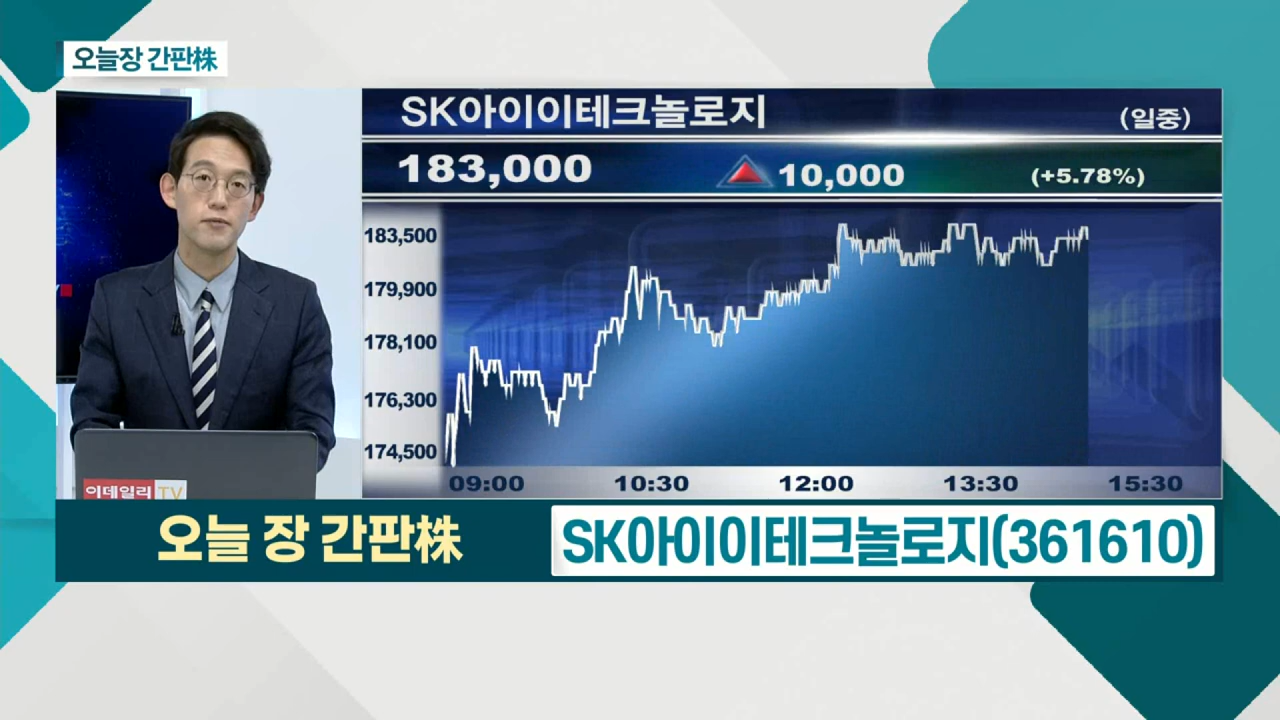 오늘장 간판株
SK아이이테크놀로지
(일중)
183,000
10,000
(+5.78%)
183,500
179,900
178,100
176,300
174,500
09:00
10:30
12:00
13:30
15:30
이데일리TV
오늘 장 간판株
SK아이이테크놀로지(361610)